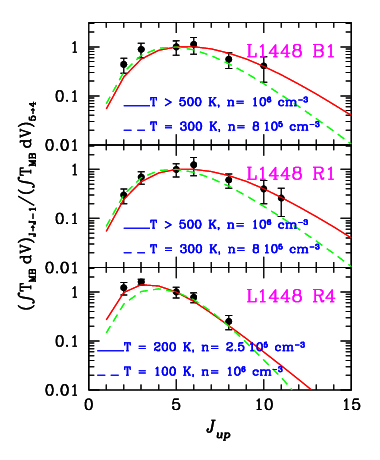 (∫T_MB dV)_J→J−1/(∫T_MB dV)_5→4
1
0.1
0.01
L1448 B1
T > 500 K, n= 10⁶ cm⁻³
T = 300 K, n= 8 10⁵ cm⁻³
1
0.1
0.01
L1448 R1
T > 500 K, n= 10⁶ cm⁻³
T = 300 K, n= 8 10⁵ cm⁻³
1
0.1
0.01
L1448 R4
T = 200 K, n= 2.5 10⁵ cm⁻³
T = 100 K, n= 10⁶ cm⁻³
0 5 10 15
J_up